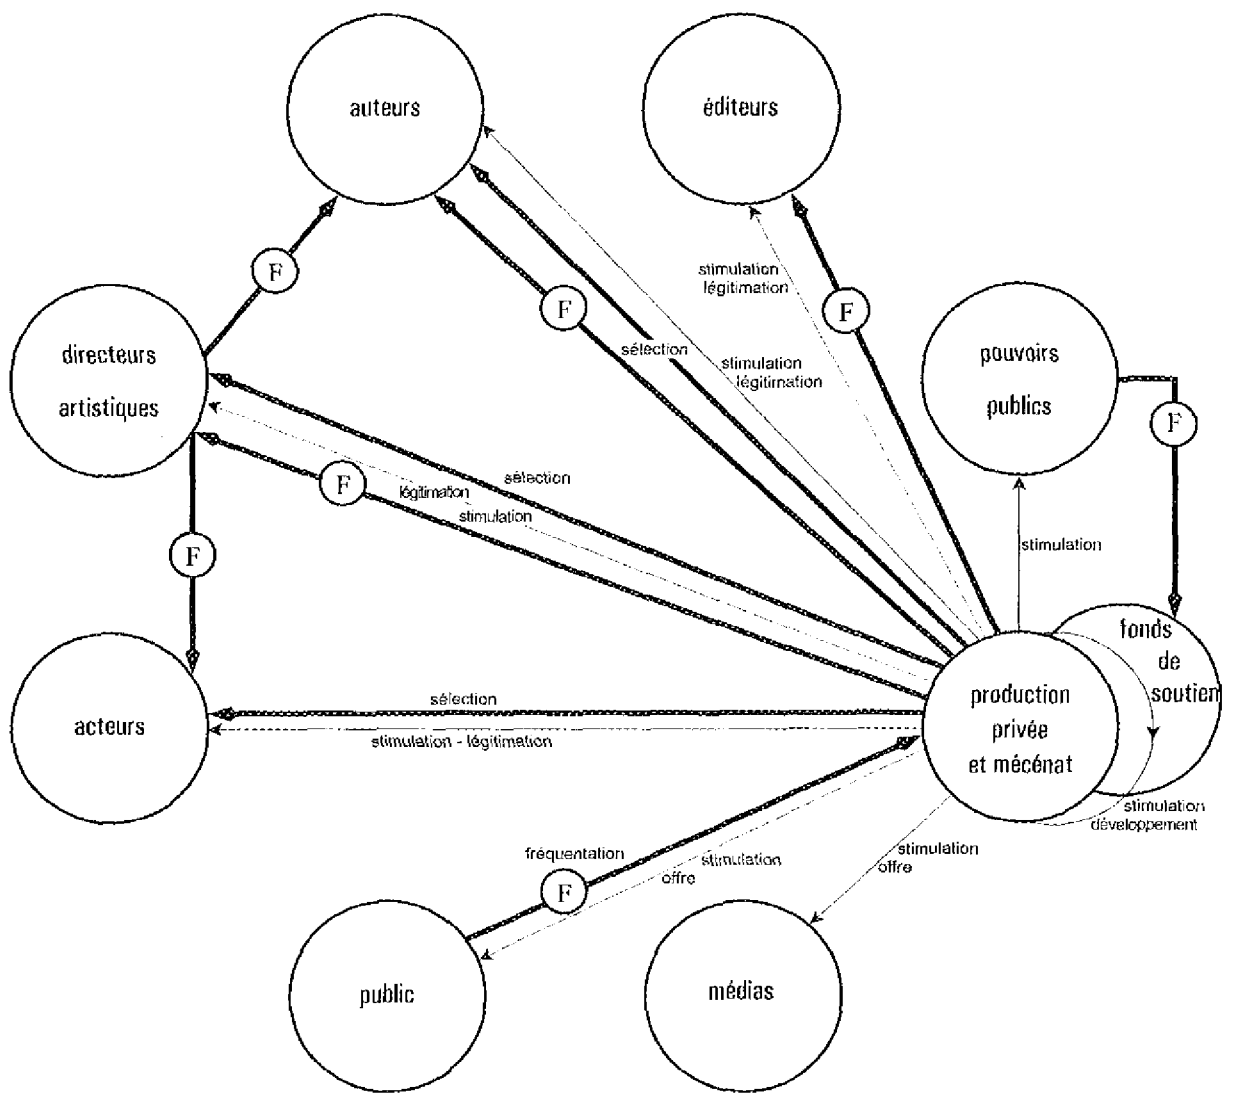 auteurs
éditeurs
F
directeurs
artistiques
F
stimulation
légitimation
F
sélection
stimulation
légitimation
pouvoirs
publics
F
F
sélection
légitimation
stimulation
F
stimulation
fonds
de
soutien
acteurs
sélection
stimulation - légitimation
production
privée
et mécénat
stimulation
développement
fréquentation
F
stimulation
offre
stimulation
offre
public
médias